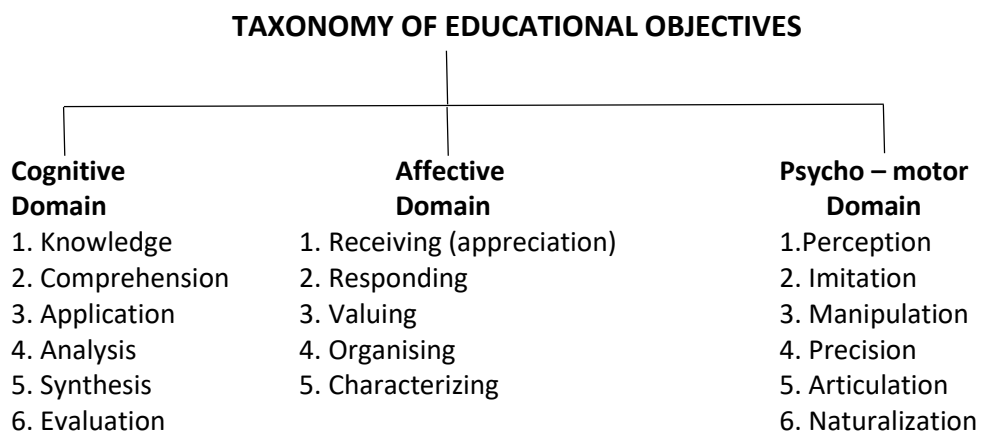 TAXONOMY OF EDUCATIONAL OBJECTIVES
Cognitive
Domain
1. Knowledge
2. Comprehension
3. Application
4. Analysis
5. Synthesis
6. Evaluation
Affective
Domain
1. Receiving (appreciation)
2. Responding
3. Valuing
4. Organising
5. Characterizing
Psycho – motor
Domain
1.Perception
2. Imitation
3. Manipulation
4. Precision
5. Articulation
6. Naturalization